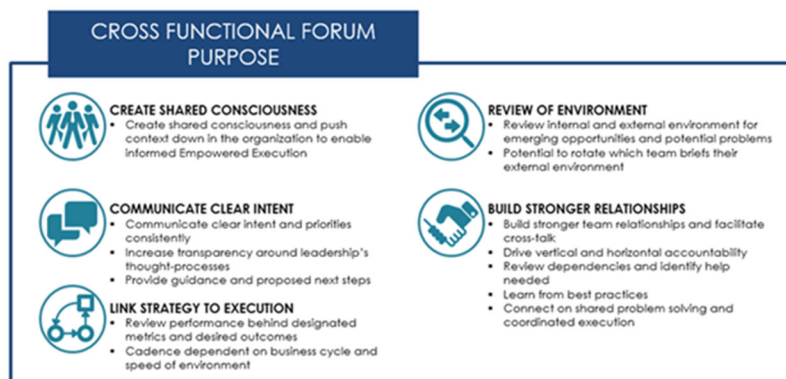 CROSS FUNCTIONAL FORUM
PURPOSE
CREATE SHARED CONSCIOUSNESS
• Create shared consciousness and push
context down in the organization to enable
informed Empowered Execution
COMMUNICATE CLEAR INTENT
• Communicate clear intent and priorities
consistently
• Increase transparency around leadership's
thought-processes
• Provide guidance and proposed next steps
LINK STRATEGY TO EXECUTION
• Review performance behind designated
metrics and desired outcomes
• Cadence dependent on business cycle and
speed of environment
REVIEW OF ENVIRONMENT
• Review internal and external environment for
emerging opportunities and potential problems
• Potential to rotate which team briefs their
external environment
BUILD STRONGER RELATIONSHIPS
• Build stronger team relationships and facilitate
cross-talk
• Drive vertical and horizontal accountability
• Review dependencies and identify help
needed
• Learn from best practices
• Connect on shared problem solving and
coordinated execution